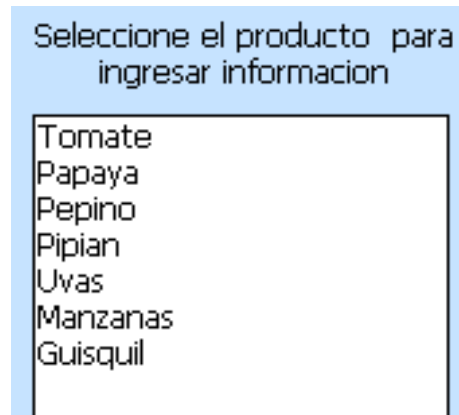 Seleccione el producto para
ingresar informacion
Tomate
Papaya
Pepino
Pipian
Uvas
Manzanas
Guisquil